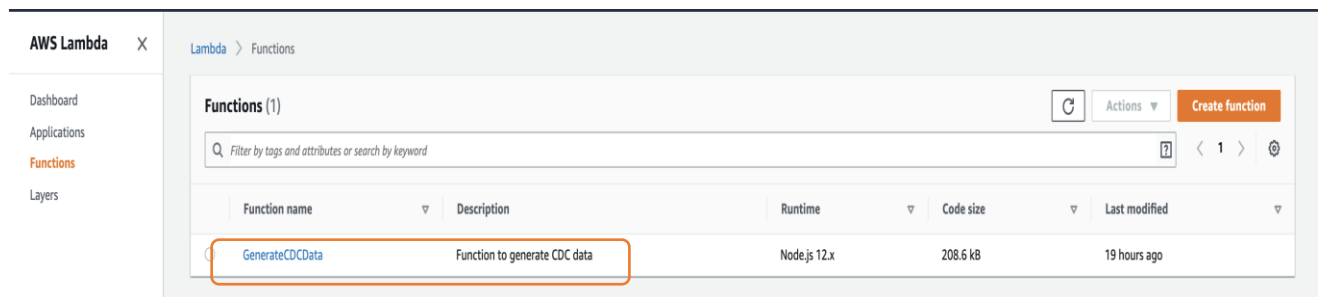 AWS Lambda X
Lambda > Functions
Dashboard
Applications
Functions
Layers
Functions (1)
Actions ▼ Create function
Filter by tags and attributes or search by keyword
? < 1 >
Function name Description Runtime Code size Last modified
GenerateCDCData Function to generate CDC data Node.js 12.x 208.6 kB 19 hours ago